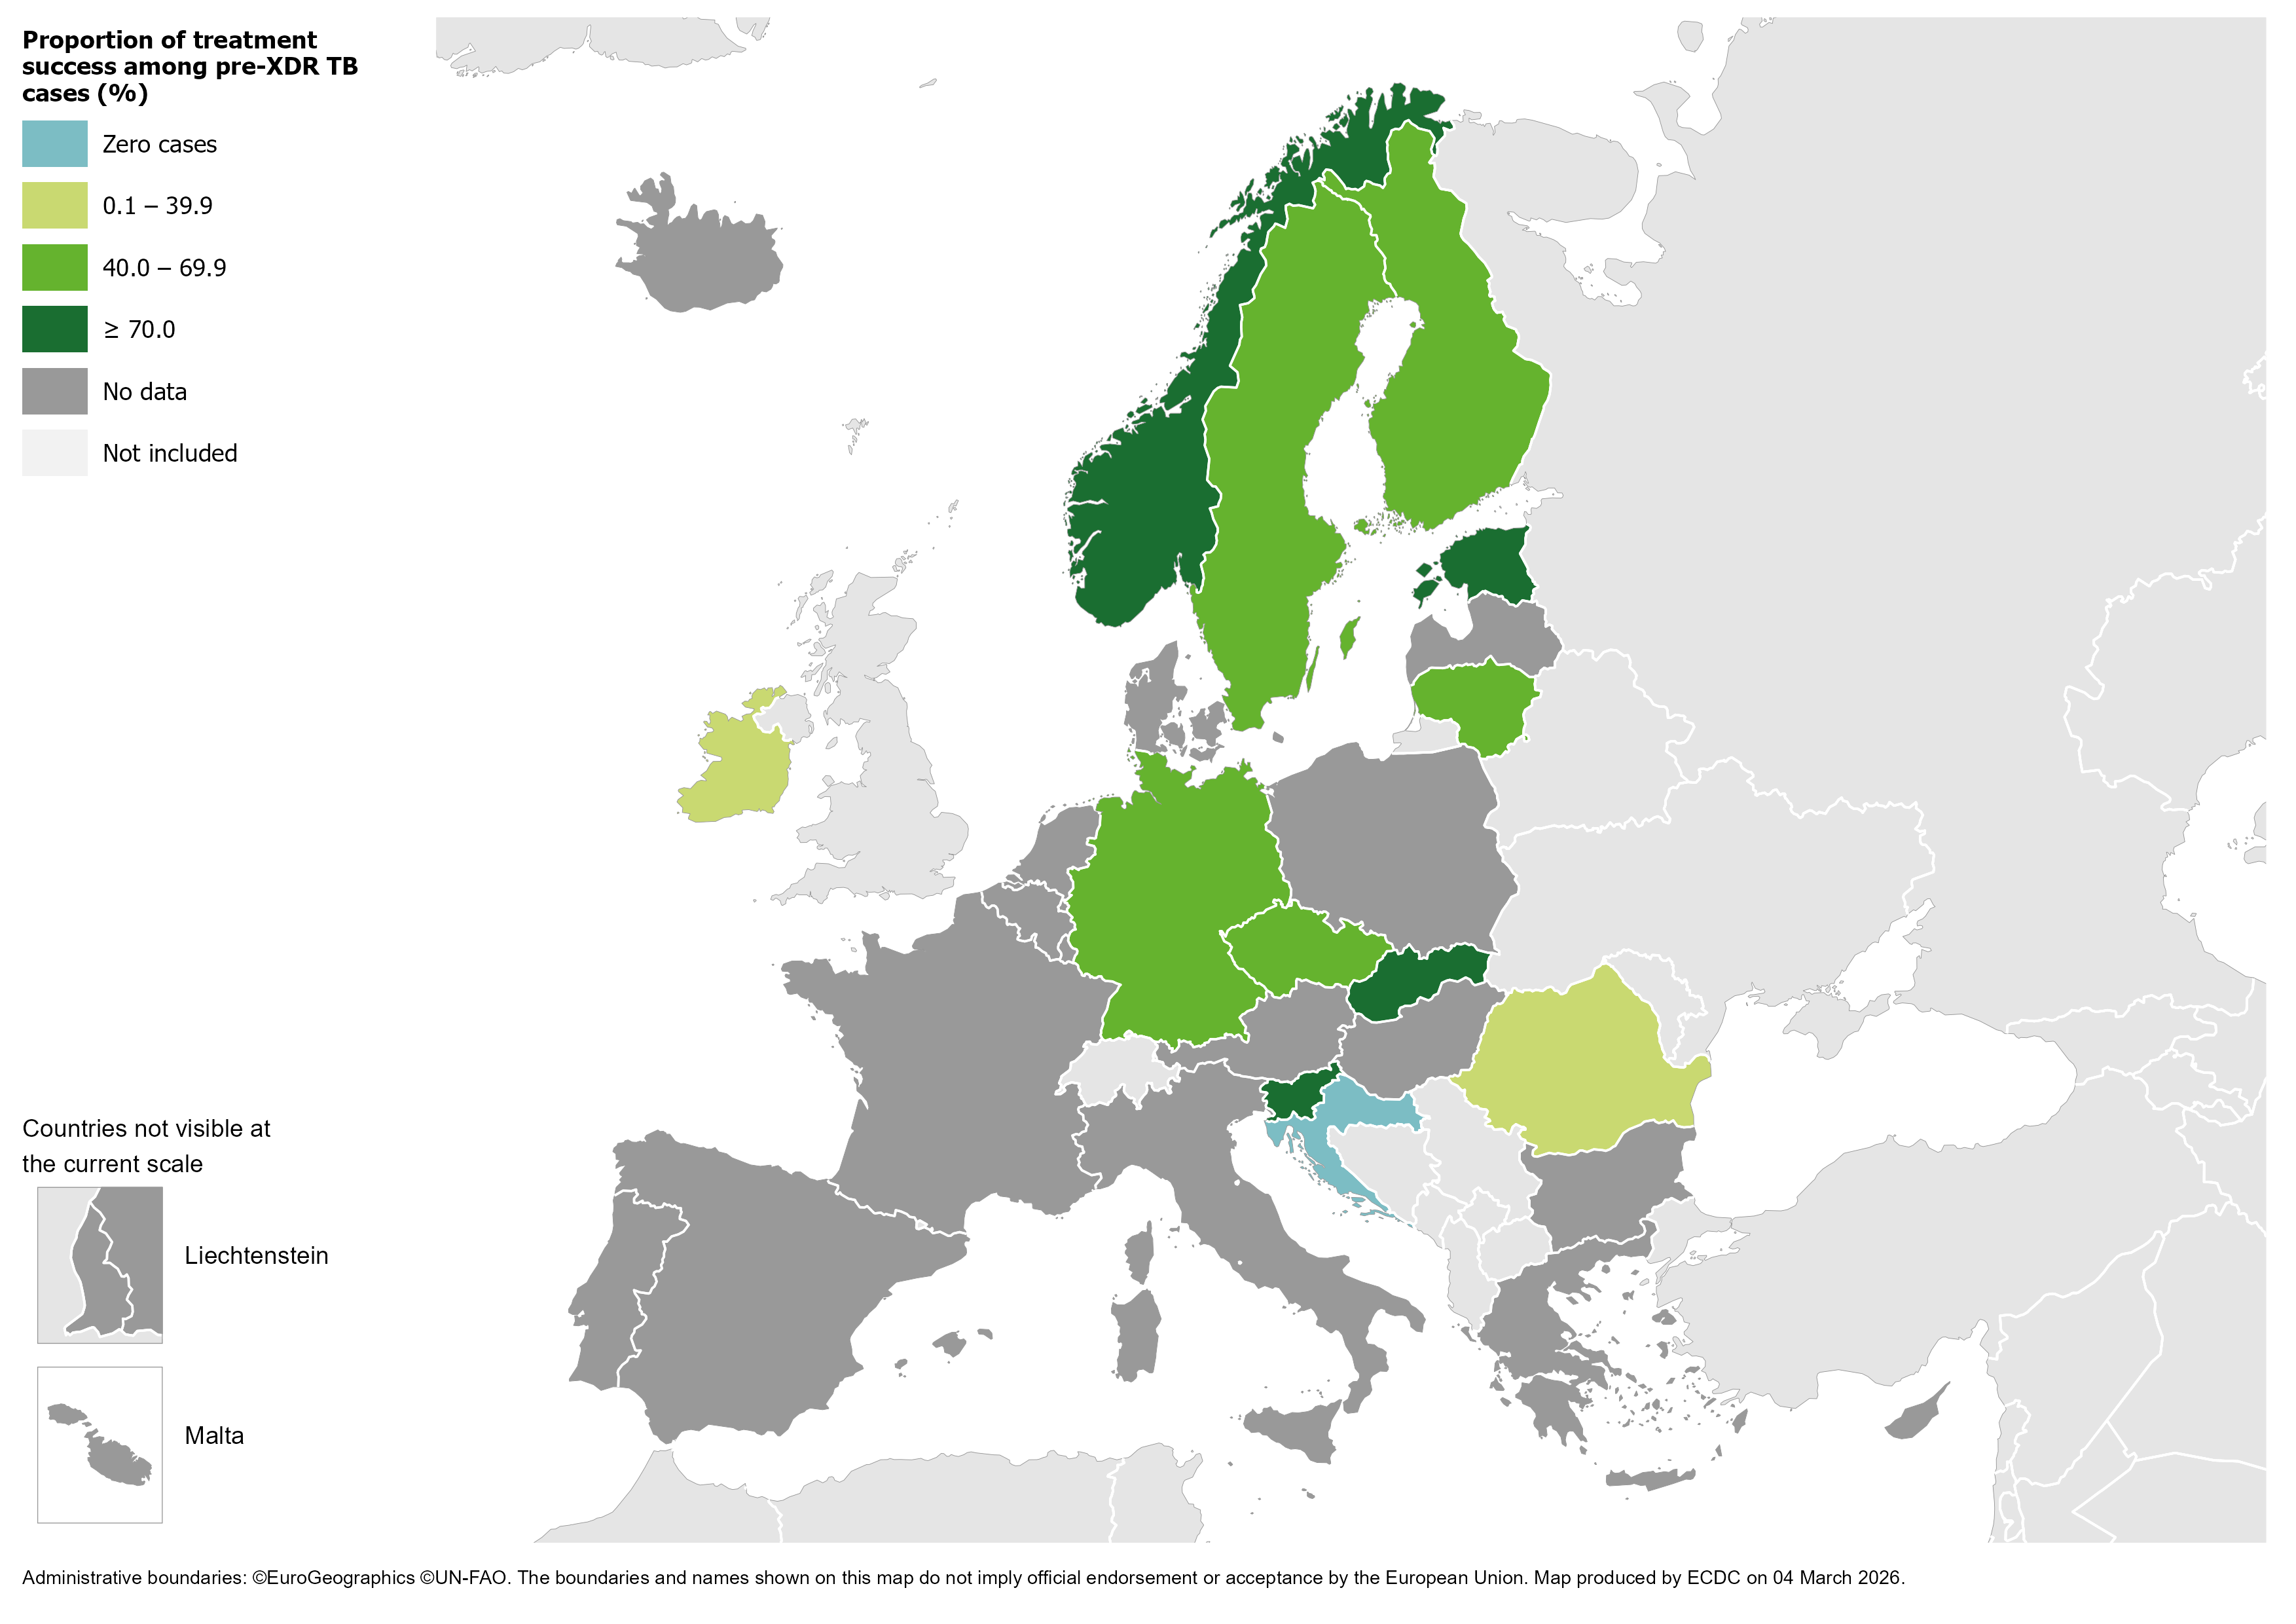 Proportion of treatment
success among pre-XDR TB
cases (%)
Zero cases
0.1 – 39.9
40.0 – 69.9
≥ 70.0
No data
Not included
Countries not visible at
the current scale
Liechtenstein
Malta
Administrative boundaries: ©EuroGeographics ©UN-FAO. The boundaries and names shown on this map do not imply official endorsement or acceptance by the European Union. Map produced by ECDC on 04 March 2026.